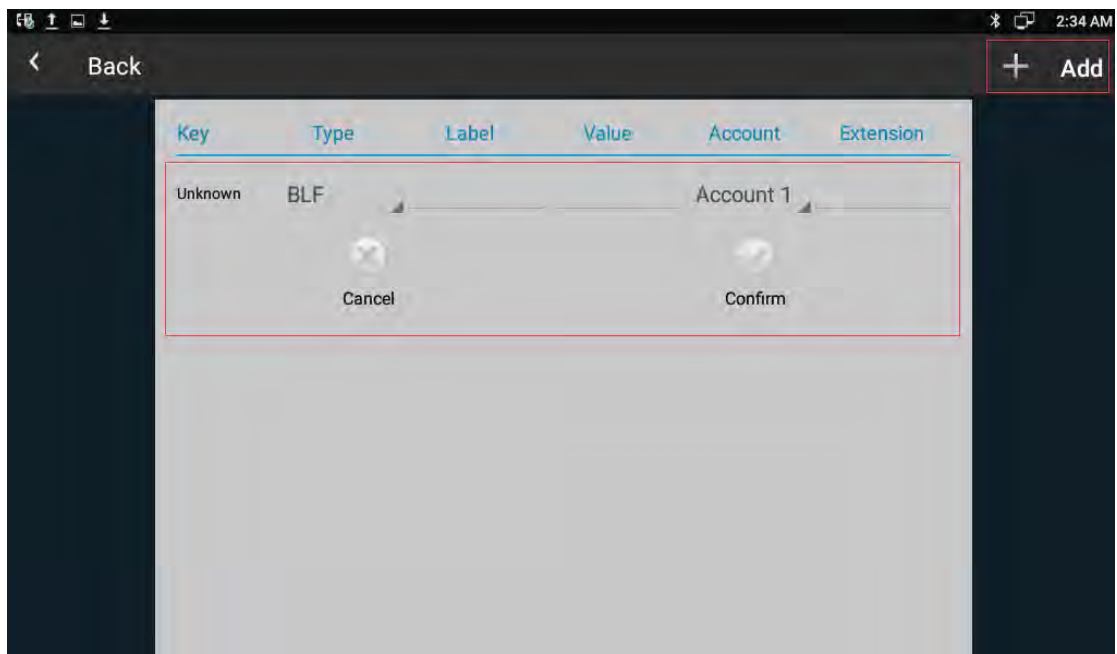 2:34 AM
Back
Add
Key Type Label Value Account Extension
Unknown BLF Account 1
Cancel Confirm